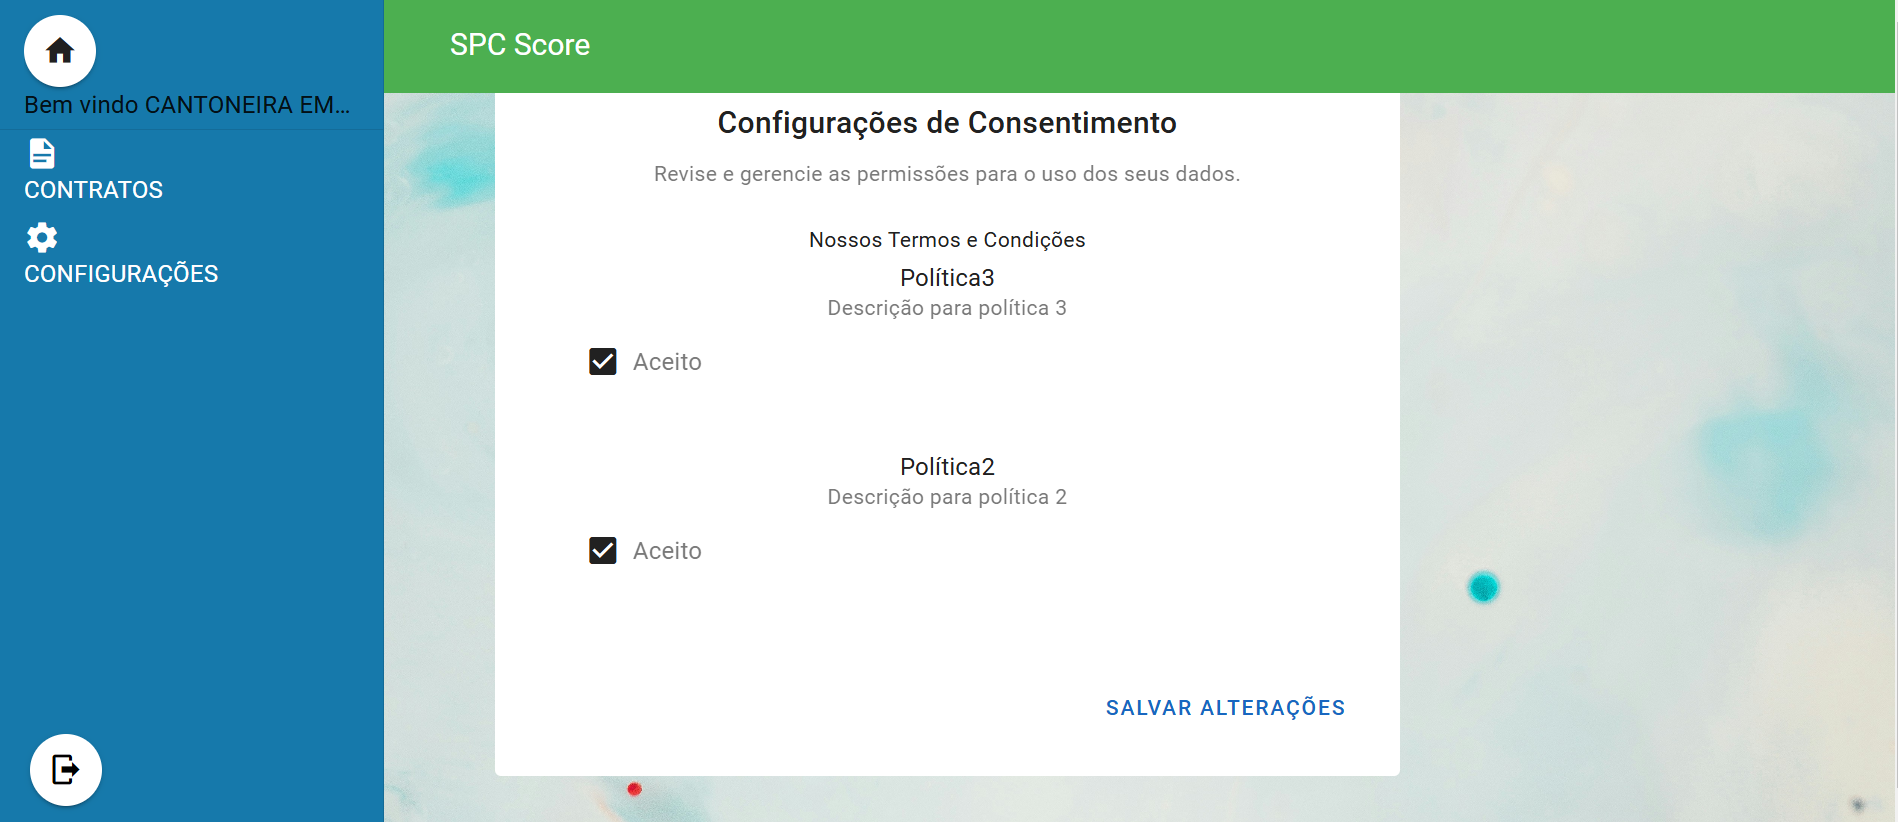 SPC Score
Bem vindo CANTONEIRA EM...
CONTRATOS
CONFIGURAÇÕES
Configurações de Consentimento
Revise e gerencie as permissões para o uso dos seus dados.
Nossos Termos e Condições
Política3
Descrição para política 3
Aceito
Política2
Descrição para política 2
Aceito
SALVAR ALTERAÇÕES